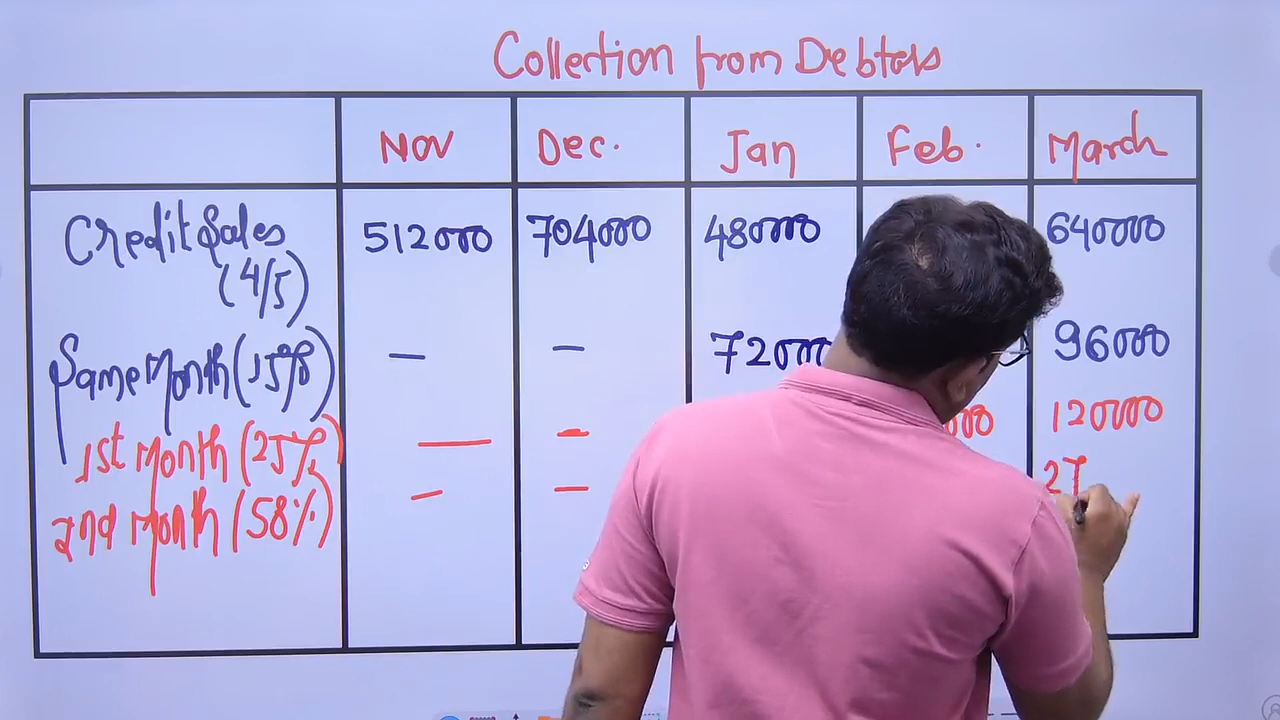 Collection from Debtors
Nov Dec. Jan Feb. March
Credit Sales 512000 704000 480000 640000
(4/5)
Same Month (15%) — — 72000 96000
1st Month (25%) — — 120000
2nd Month (58%) — —